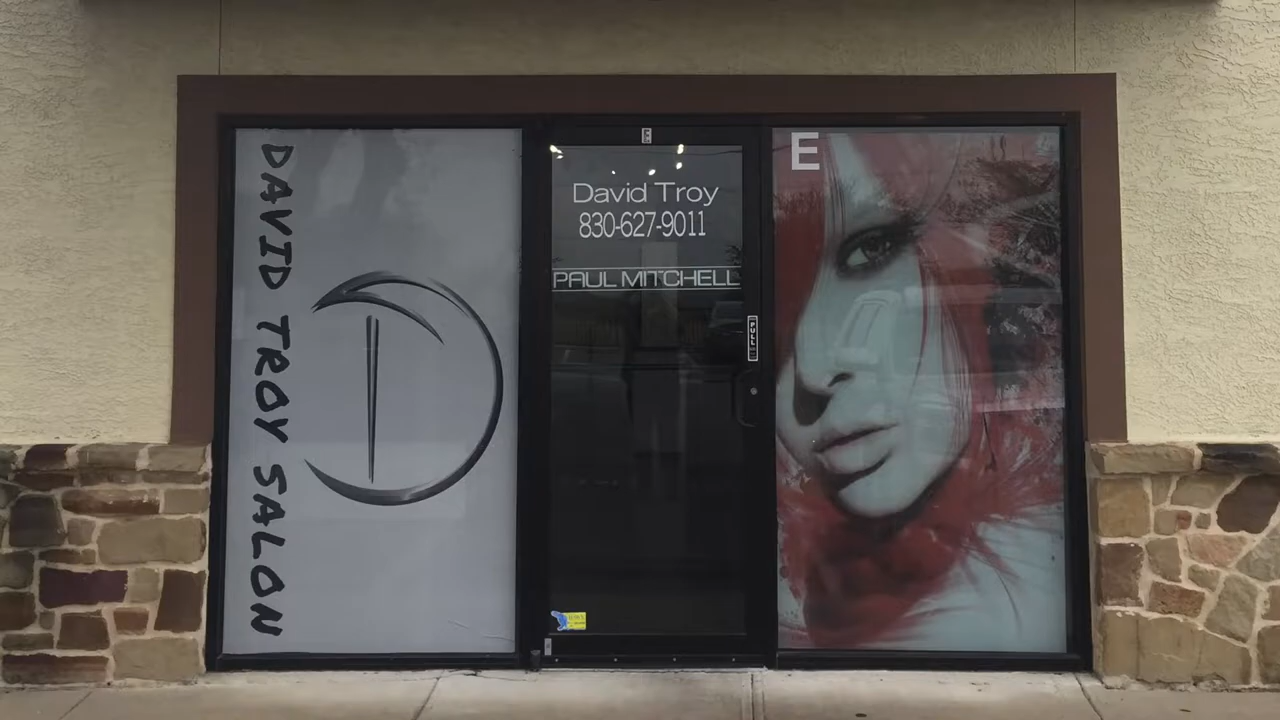 DAVID TROY SALON
E
David Troy
830-627-9011
PAUL MITCHELL
PULL
E